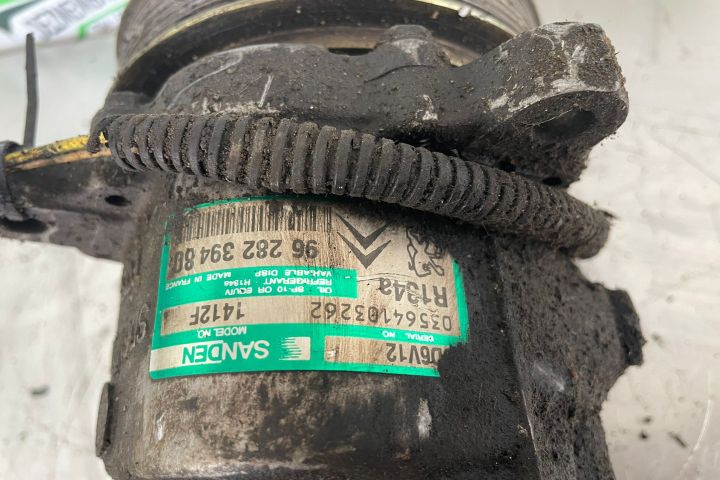 SANDEN
D6V12
MODEL NO.
1412F
SERIAL NO.
03564103262
OIL SP-10 OR EQUIV
REFRIGERANT R134a
VARIABLE DISP MADE IN FRANCE
R134a
96 282 394 80